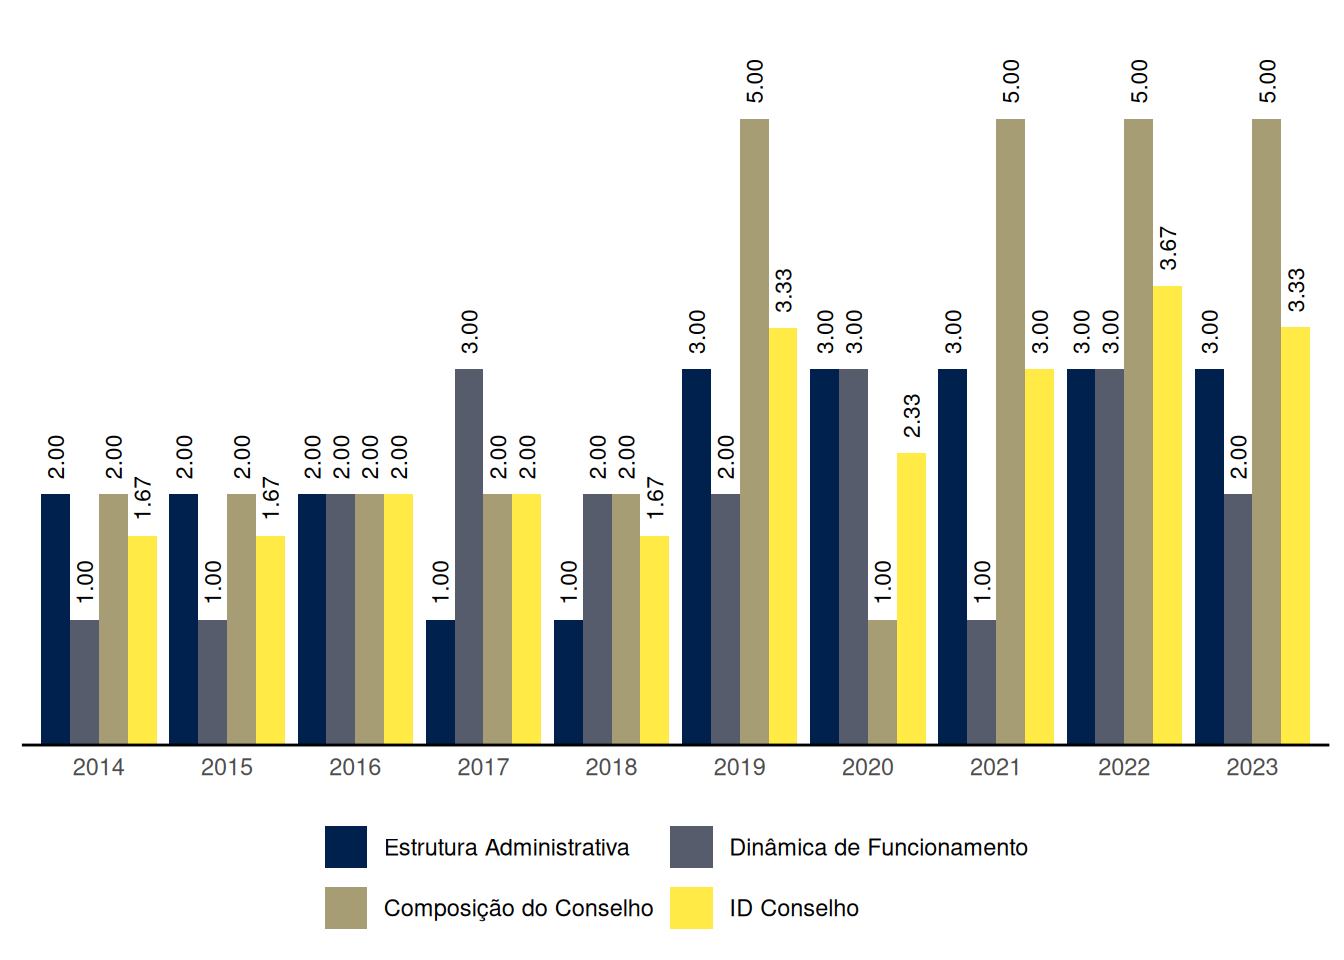 5.00 5.00 5.00 5.00
3.67
3.33 3.33
3.00 3.00 3.00 3.00 3.00 3.00 3.00 3.00 3.00
2.33
2.00 2.00 2.00 2.00 2.00 2.00 2.00 2.00 2.00 2.00 2.00 2.00 2.00 2.00
1.67 1.67 1.67
1.00 1.00 1.00 1.00 1.00 1.00
2014 2015 2016 2017 2018 2019 2020 2021 2022 2023
Estrutura Administrativa Dinâmica de Funcionamento
Composição do Conselho ID Conselho